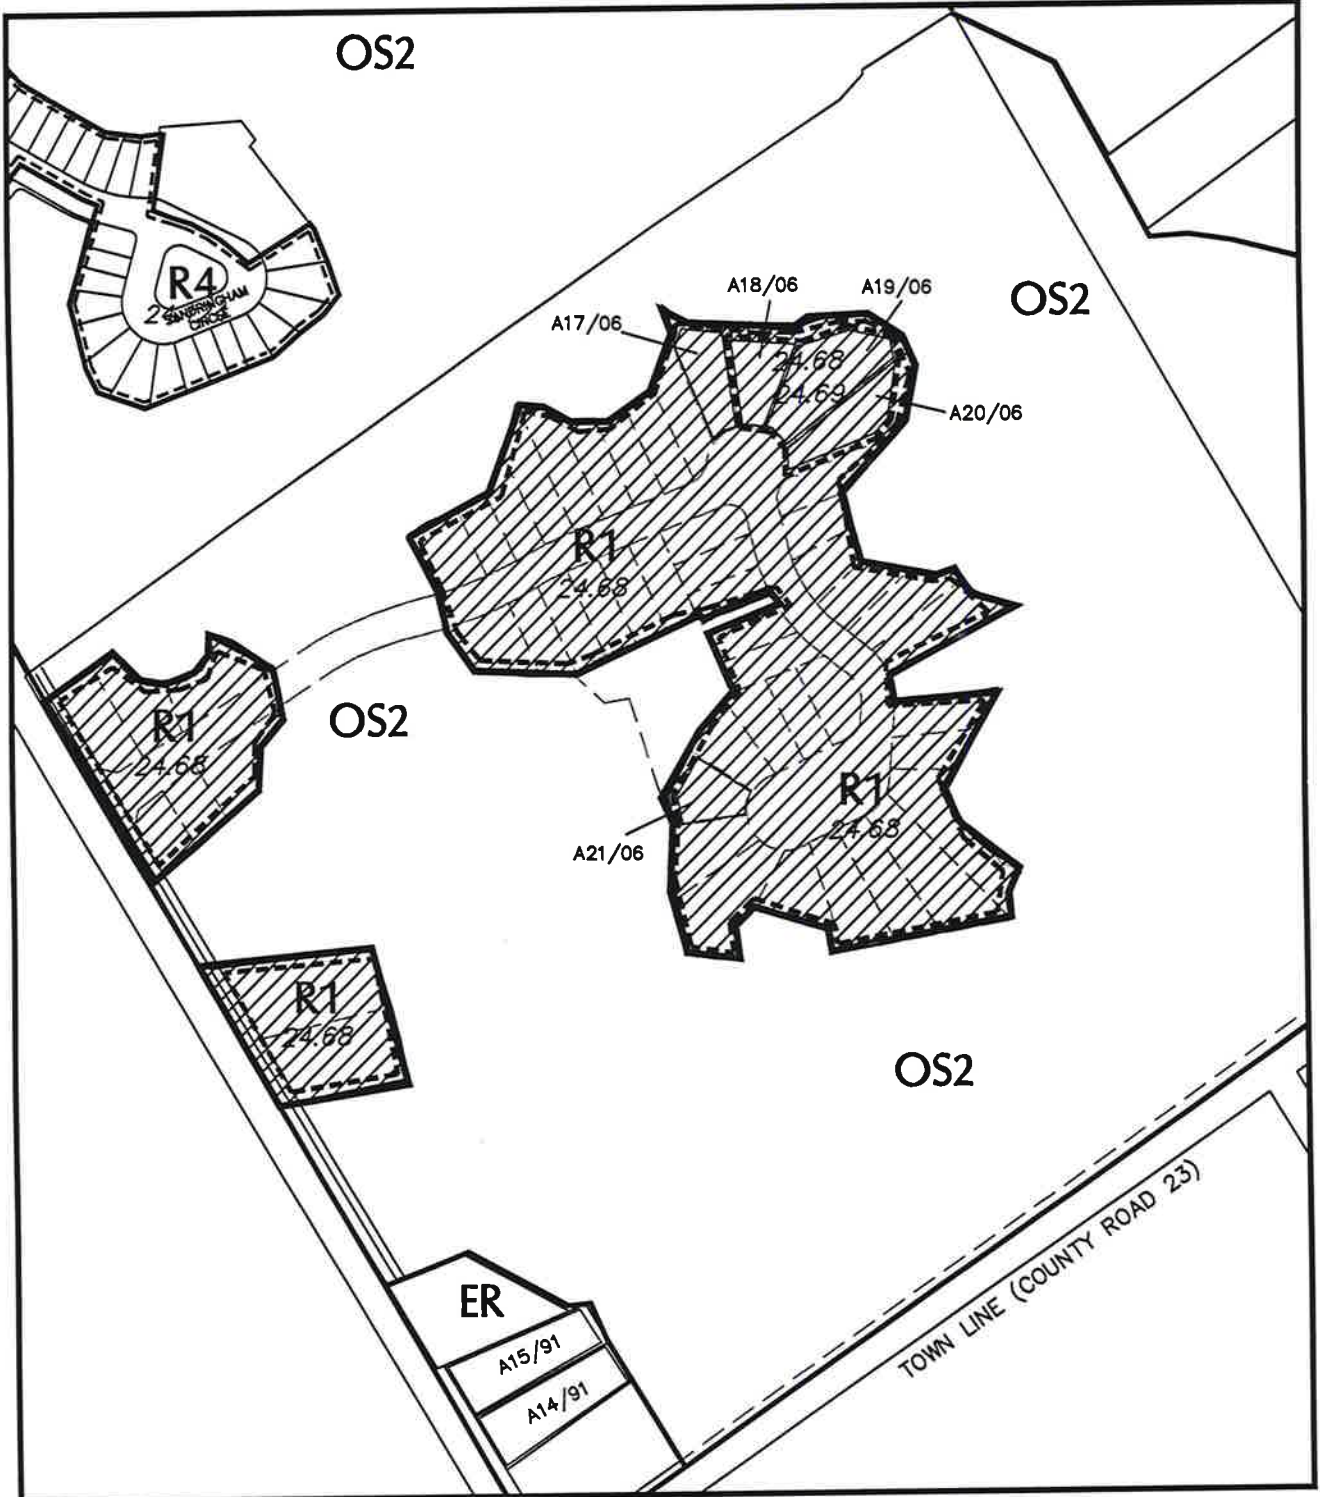 OS2
R4
SANDRINGHAM
CIRCLE
A18/06
A19/06
OS2
A17/06
24.68
24.69
A20/06
R1
24.68
R1
24.68
OS2
R1
24.68
A21/06
R1
24.68
OS2
TOWN LINE (COUNTY ROAD 23)
ER
A15/91
A14/91